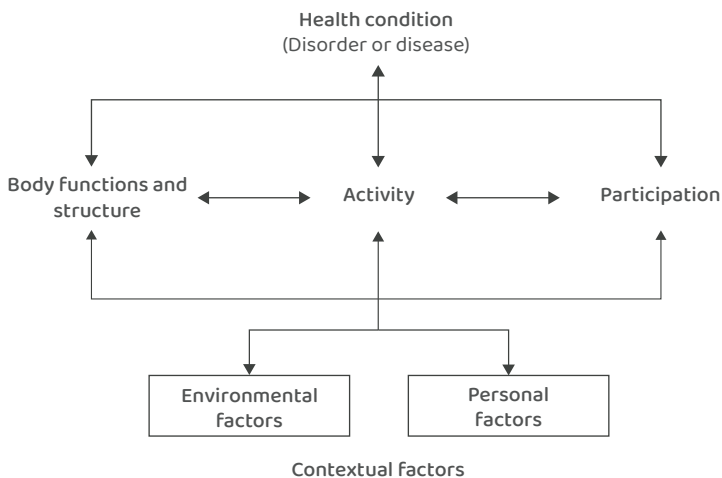 Health condition
(Disorder or disease)
Body functions and
structure
Activity
Participation
Environmental
factors
Personal
factors
Contextual factors